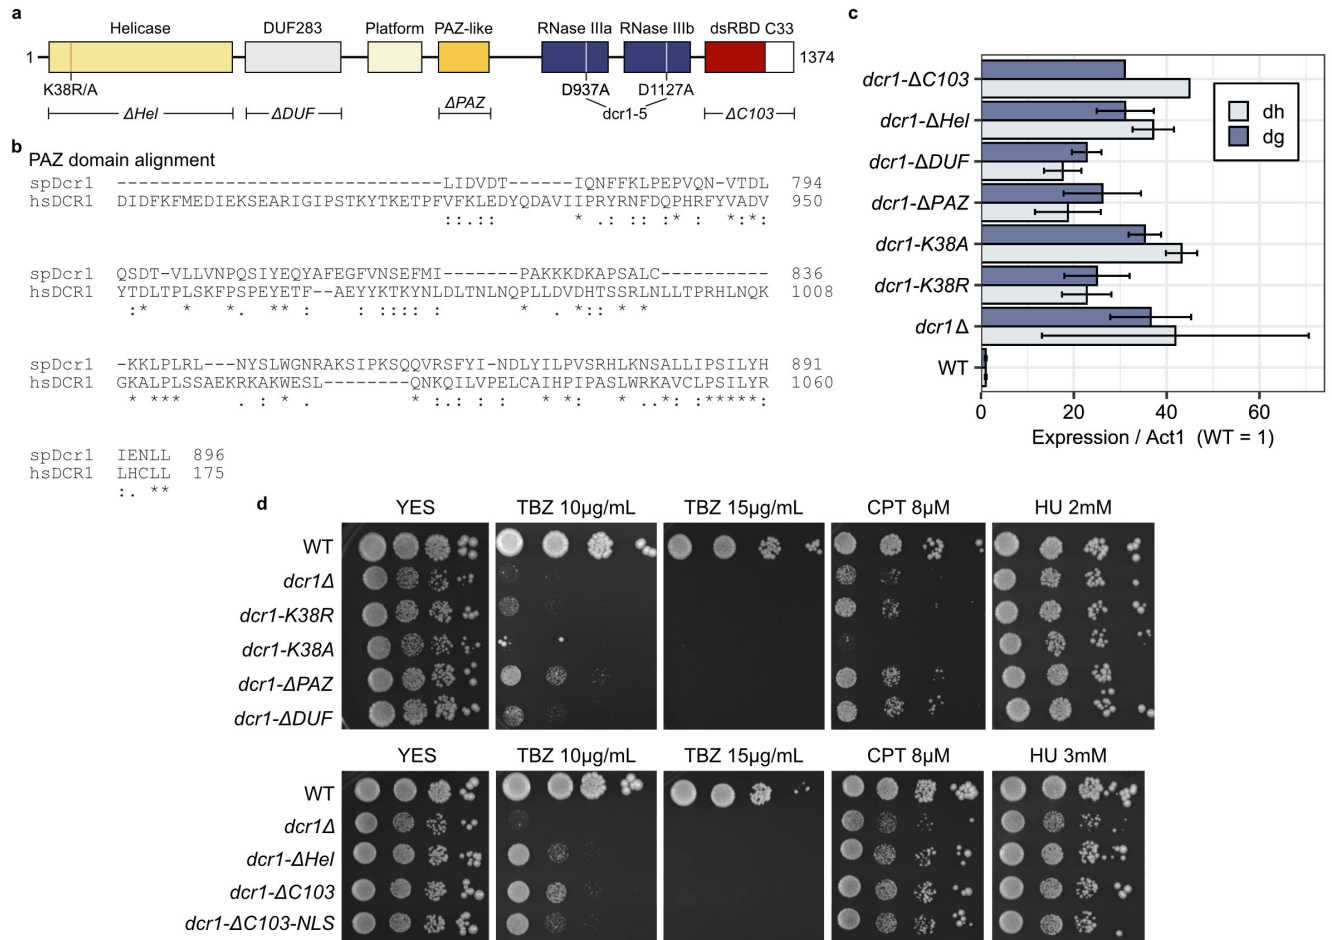 a
Helicase DUF283 Platform PAZ-like RNase IIIa RNase IIIb dsRBD C33
1 1374
K38R/A D937A D1127A
ΔHel ΔDUF ΔPAZ dcr1-5 ΔC103
b
PAZ domain alignment
spDcr1 ------------------------------LIDVDT------IQNFFKLPEPVQN-VTDL 794
hsDCR1 DIDFKFMEDIEKSEARIGIPSTKYTKETPFVFKLEDYQDAVIIPRYRNFDQPHRFYVADV 950
::.:: * .: :* . *:*:
spDcr1 QSDT-VLLVNPQSIYEQYAFEGFVNSEFMI-------PAKKKDKAPSALC---------- 836
hsDCR1 YTDLTPLSKFPSPEYETF--AEYYKTKYNLDLTNLNQPLLDVDHTSSRLNLLTPRHLNQK 1008
:* * *. ** : : :::: : * . *:: * *
spDcr1 -KKLPLRL---NYSLWGNRAKSIPKSQQVRSFYI-NDLYILPVSRHLKNSALLIPSILYH 891
hsDCR1 GKALPLSSAEKRKAKWESL--------QNKQILVPELCAIHPIPASLWRKAVCLPSILYR 1060
* *** . : * . * :.: : : * *: * ..*: :*****:
spDcr1 IENLL 896
hsDCR1 LHCLL 175
:. **
c
dcr1-ΔC103
dcr1-ΔHel
dcr1-ΔDUF
dcr1-ΔPAZ
dcr1-K38A
dcr1-K38R
dcr1Δ
WT
dh
dg
0 20 40 60
Expression / Act1 (WT = 1)
d
YES TBZ 10µg/mL TBZ 15µg/mL CPT 8µM HU 2mM
WT
dcr1Δ
dcr1-K38R
dcr1-K38A
dcr1-ΔPAZ
dcr1-ΔDUF
YES TBZ 10µg/mL TBZ 15µg/mL CPT 8µM HU 3mM
WT
dcr1Δ
dcr1-ΔHel
dcr1-ΔC103
dcr1-ΔC103-NLS